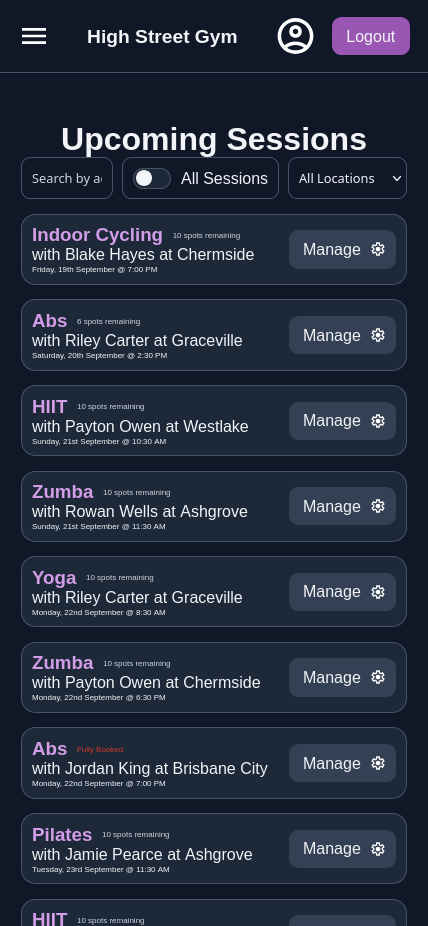 High Street Gym
Logout
Upcoming Sessions
Search by a
All Sessions
All Locations
Indoor Cycling 10 spots remaining
with Blake Hayes at Chermside
Friday, 19th September @ 7:00 PM
Manage
Abs 6 spots remaining
with Riley Carter at Graceville
Saturday, 20th September @ 2:30 PM
Manage
HIIT 10 spots remaining
with Payton Owen at Westlake
Sunday, 21st September @ 10:30 AM
Manage
Zumba 10 spots remaining
with Rowan Wells at Ashgrove
Sunday, 21st September @ 11:30 AM
Manage
Yoga 10 spots remaining
with Riley Carter at Graceville
Monday, 22nd September @ 8:30 AM
Manage
Zumba 10 spots remaining
with Payton Owen at Chermside
Monday, 22nd September @ 6:30 PM
Manage
Abs Fully Booked
with Jordan King at Brisbane City
Monday, 22nd September @ 7:00 PM
Manage
Pilates 10 spots remaining
with Jamie Pearce at Ashgrove
Tuesday, 23rd September @ 11:30 AM
Manage
HIIT 10 spots remaining